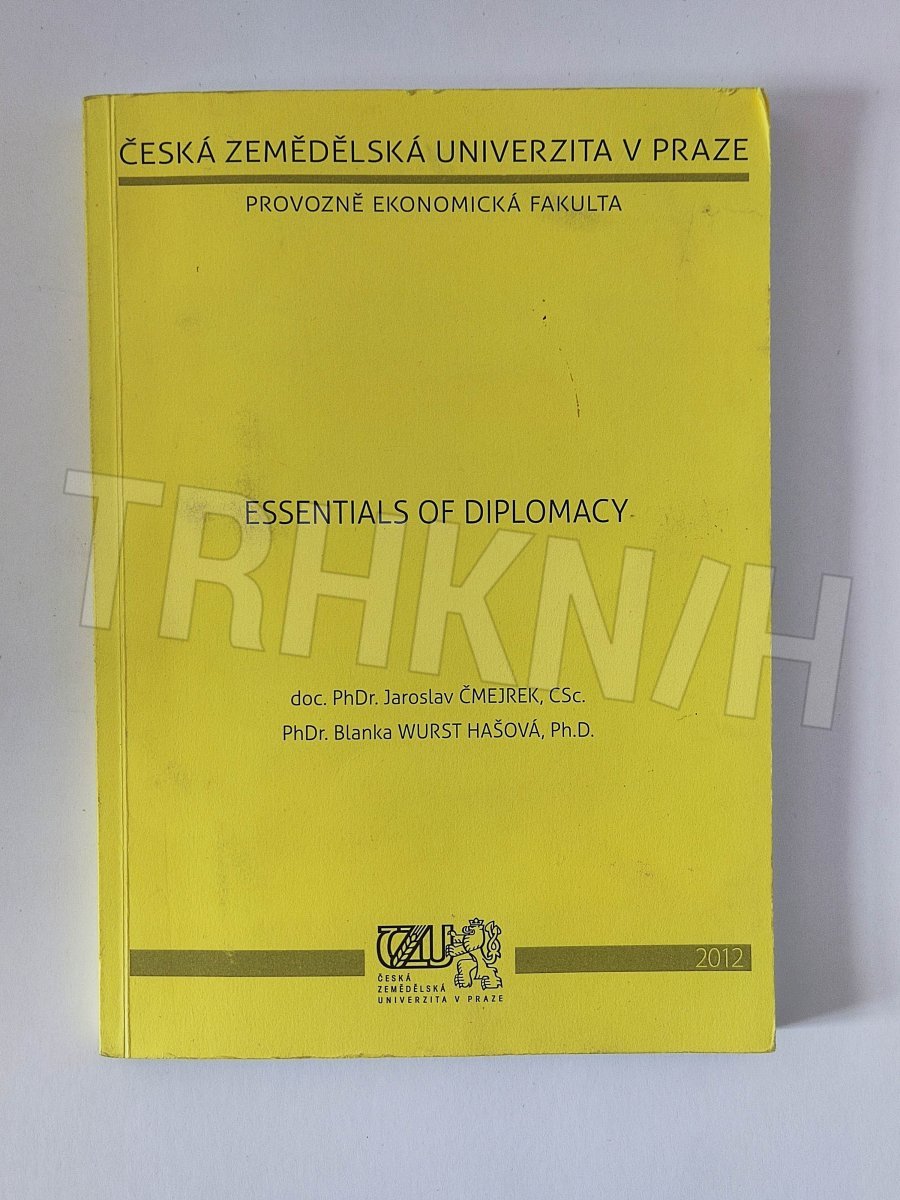 ČESKÁ ZEMĚDĚLSKÁ UNIVERZITA V PRAZE
PROVOZNĚ EKONOMICKÁ FAKULTA
ESSENTIALS OF DIPLOMACY
TRHKNIH
doc. PhDr. Jaroslav ČMEJREK, CSc.
PhDr. Blanka WURST HAŠOVÁ, Ph.D.
ČZU
ČESKÁ
ZEMĚDĚLSKÁ
UNIVERZITA V PRAZE
2012